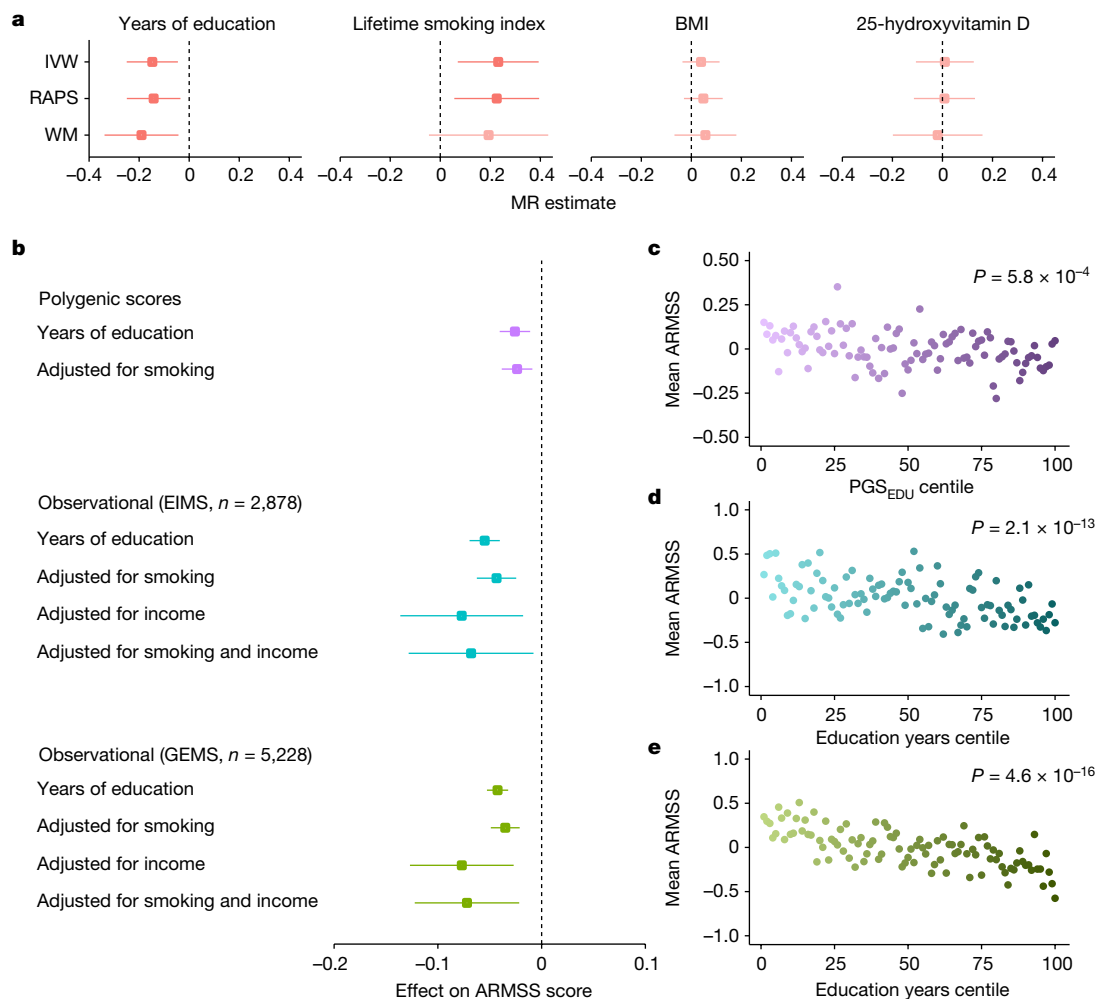 a
Years of education
Lifetime smoking index
BMI
25-hydroxyvitamin D
IVW
RAPS
WM
−0.4 −0.2 0 0.2 0.4
−0.4 −0.2 0 0.2 0.4
−0.4 −0.2 0 0.2 0.4
−0.4 −0.2 0 0.2 0.4
MR estimate
b
Polygenic scores
Years of education
Adjusted for smoking
Observational (EIMS, n = 2,878)
Years of education
Adjusted for smoking
Adjusted for income
Adjusted for smoking and income
Observational (GEMS, n = 5,228)
Years of education
Adjusted for smoking
Adjusted for income
Adjusted for smoking and income
−0.2 −0.1 0 0.1
Effect on ARMSS score
c
P = 5.8 × 10⁻⁴
Mean ARMSS
0.50
0.25
0
−0.25
−0.50
0 25 50 75 100
PGS_EDU centile
d
P = 2.1 × 10⁻¹³
Mean ARMSS
1.0
0.5
0
−0.5
−1.0
0 25 50 75 100
Education years centile
e
P = 4.6 × 10⁻¹⁶
Mean ARMSS
1.0
0.5
0
−0.5
−1.0
0 25 50 75 100
Education years centile